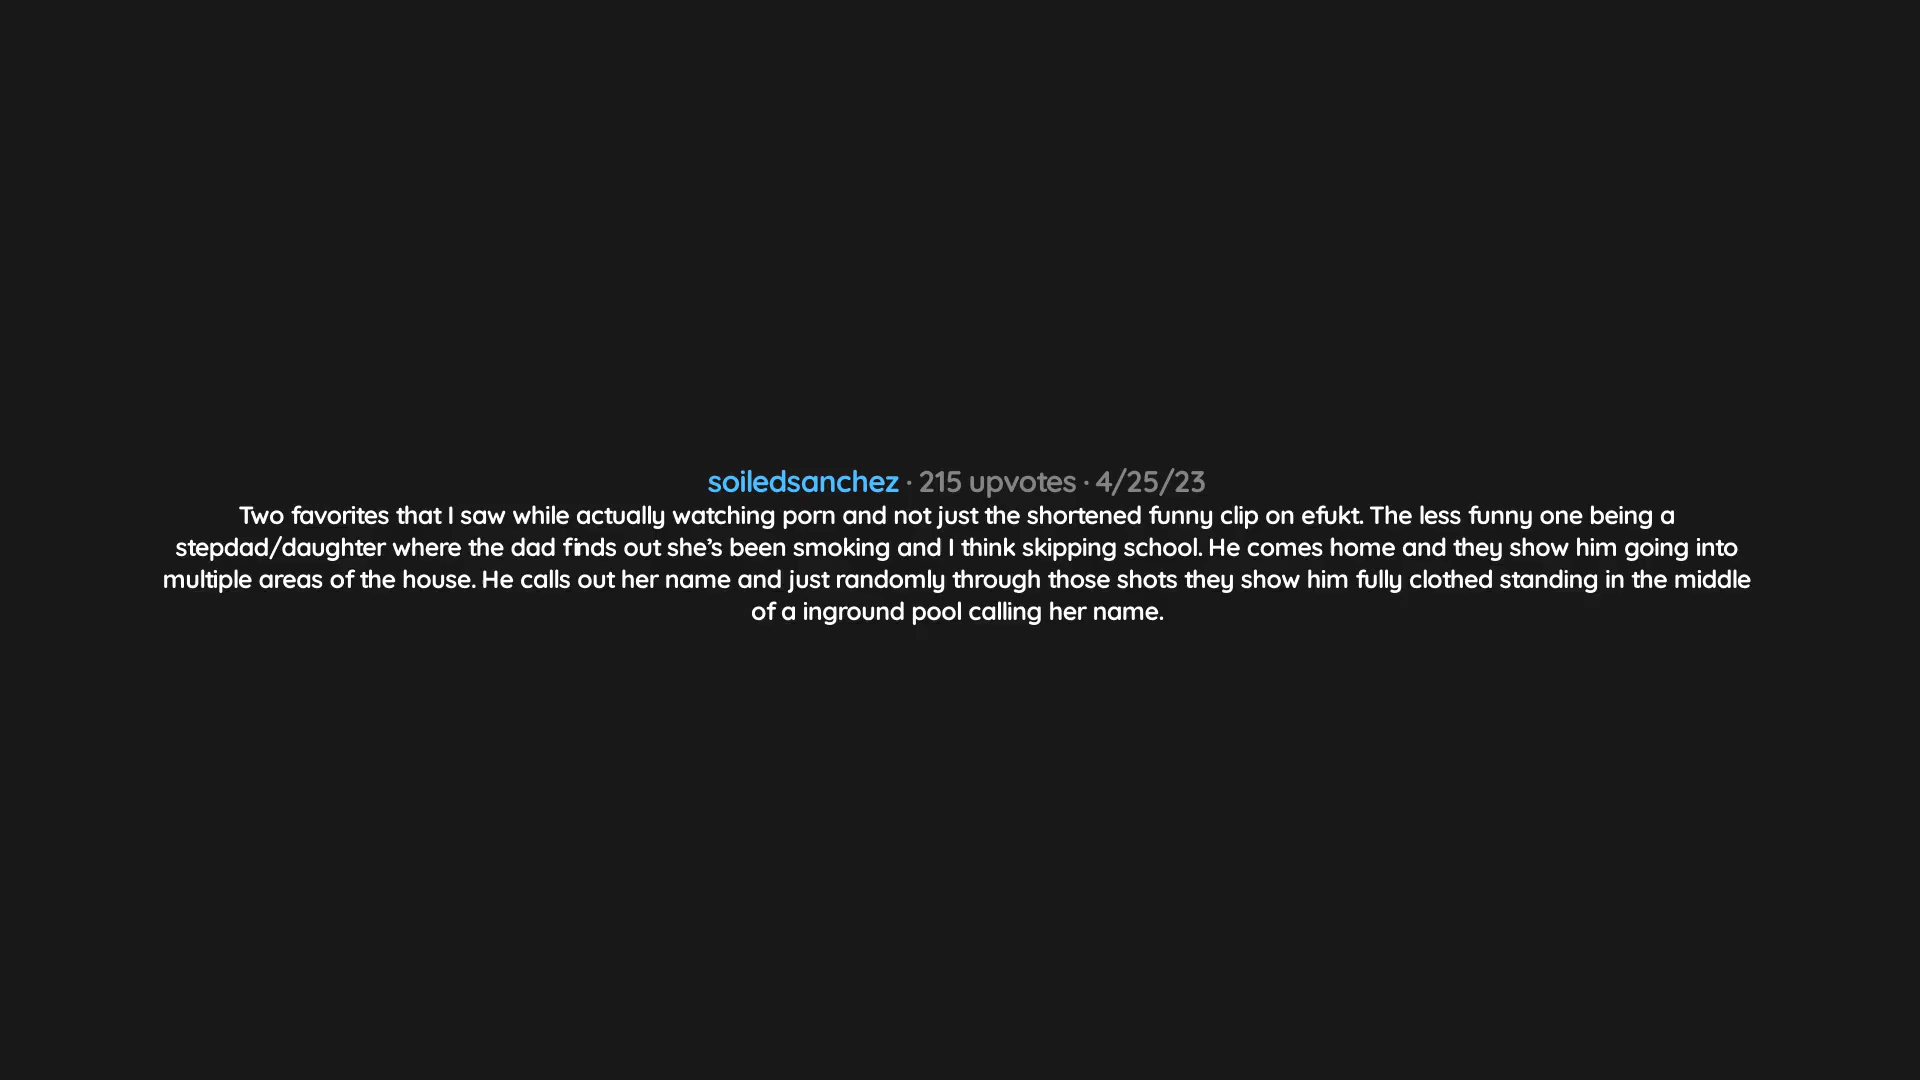 soiledsanchez · 215 upvotes · 4/25/23
Two favorites that I saw while actually watching porn and not just the shortened funny clip on efukt. The less funny one being a
stepdad/daughter where the dad finds out she’s been smoking and I think skipping school. He comes home and they show him going into
multiple areas of the house. He calls out her name and just randomly through those shots they show him fully clothed standing in the middle
of a inground pool calling her name.